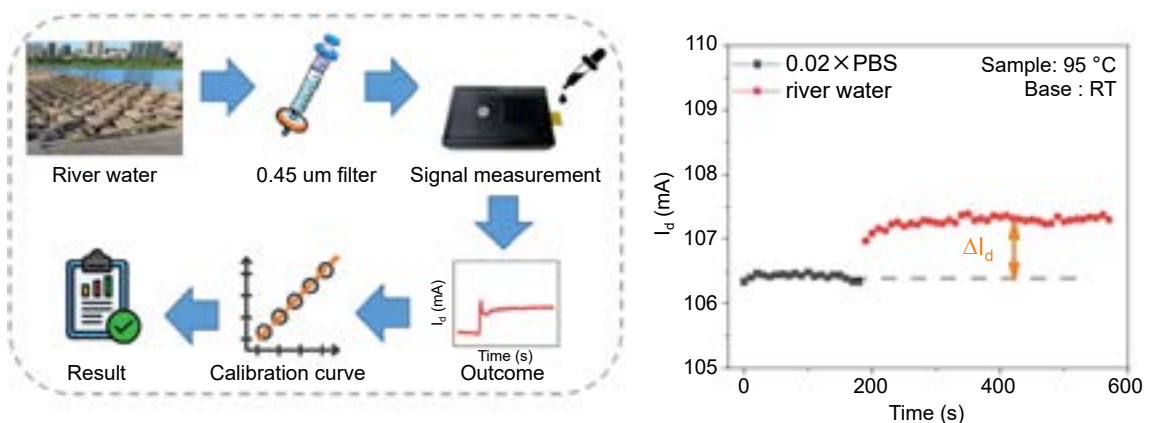 River water
0.45 um filter
Signal measurement
I_d (mA)
Time (s)
Result
Calibration curve
Outcome
110
109
108
107
106
105
I_d (mA)
0.02×PBS
river water
Sample: 95 °C
Base : RT
ΔI_d
0
200
400
600
Time (s)